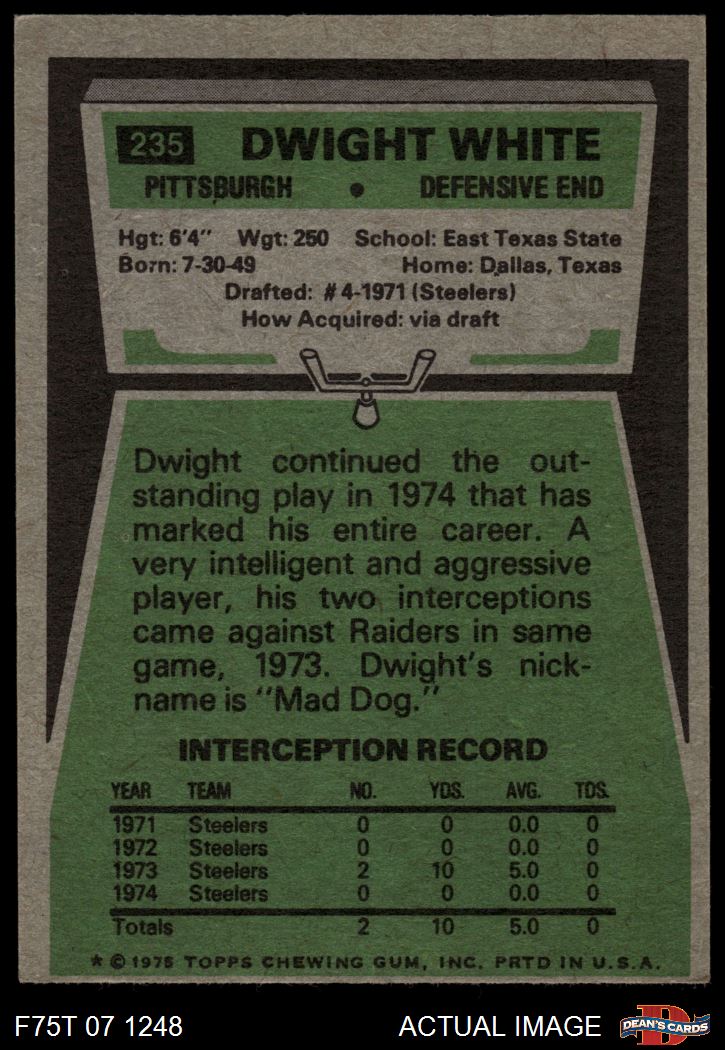 235 DWIGHT WHITE
PITTSBURGH • DEFENSIVE END
Hgt: 6'4" Wgt: 250 School: East Texas State
Born: 7-30-49 Home: Dallas, Texas
Drafted: #4-1971 (Steelers)
How Acquired: via draft
Dwight continued the out-
standing play in 1974 that has
marked his entire career. A
very intelligent and aggressive
player, his two interceptions
came against Raiders in same
game, 1973. Dwight's nick-
name is "Mad Dog."
INTERCEPTION RECORD
YEAR TEAM NO. YDS. AVG. TDS.
1971 Steelers 0 0 0.0 0
1972 Steelers 0 0 0.0 0
1973 Steelers 2 10 5.0 0
1974 Steelers 0 0 0.0 0
Totals 2 10 5.0 0
* © 1975 TOPPS CHEWING GUM, INC. PRTD IN U.S.A.
F75T 07 1248 ACTUAL IMAGE D DEAN'S CARDS